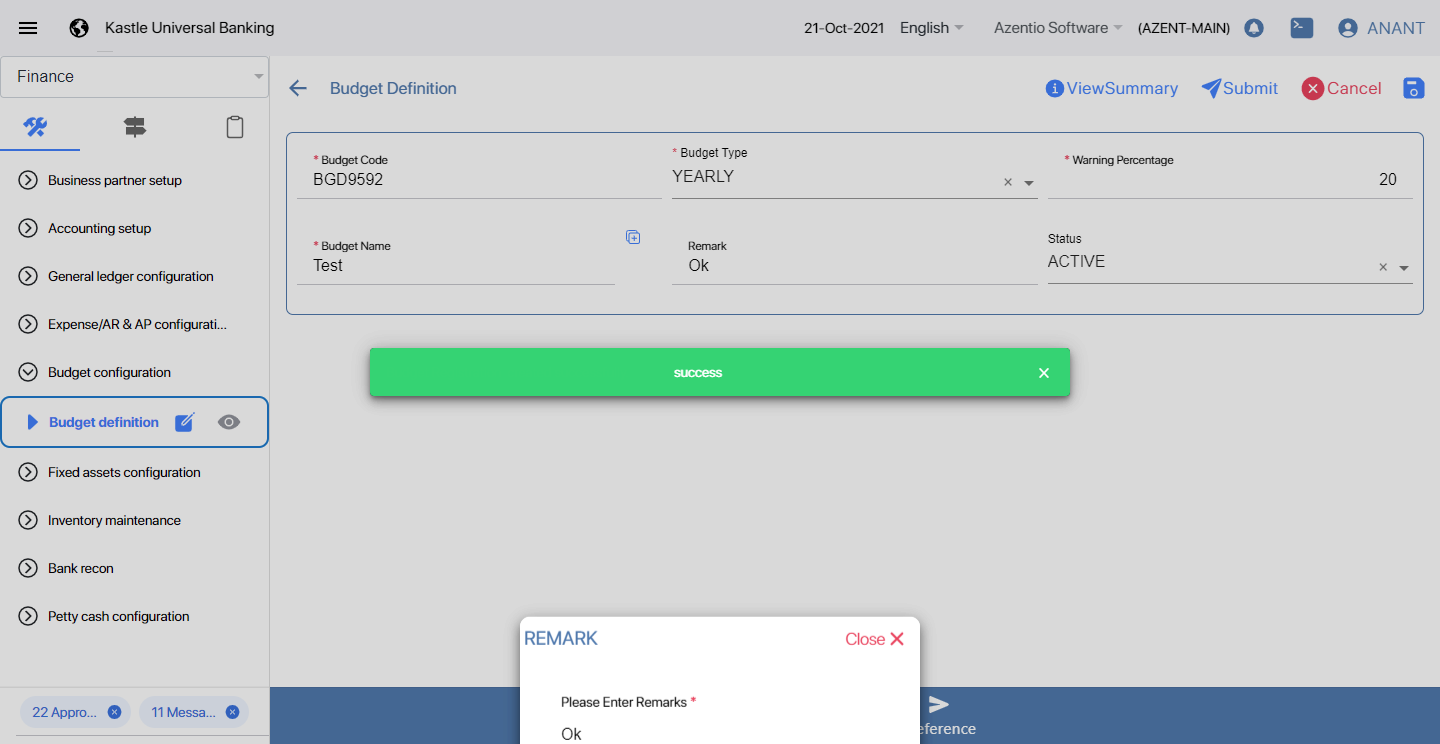 Kastle Universal Banking
21-Oct-2021 English Azentio Software (AZENT-MAIN) ANANT
Finance
Business partner setup
Accounting setup
General ledger configuration
Expense/AR & AP configurati...
Budget configuration
Budget definition
Fixed assets configuration
Inventory maintenance
Bank recon
Petty cash configuration
22 Appro... 11 Messa...
Budget Definition
ViewSummary Submit Cancel
* Budget Code
BGD9592
* Budget Type
YEARLY
* Warning Percentage
20
* Budget Name
Test
Remark
Ok
Status
ACTIVE
success
REMARK
Close
Please Enter Remarks *
Ok
eference